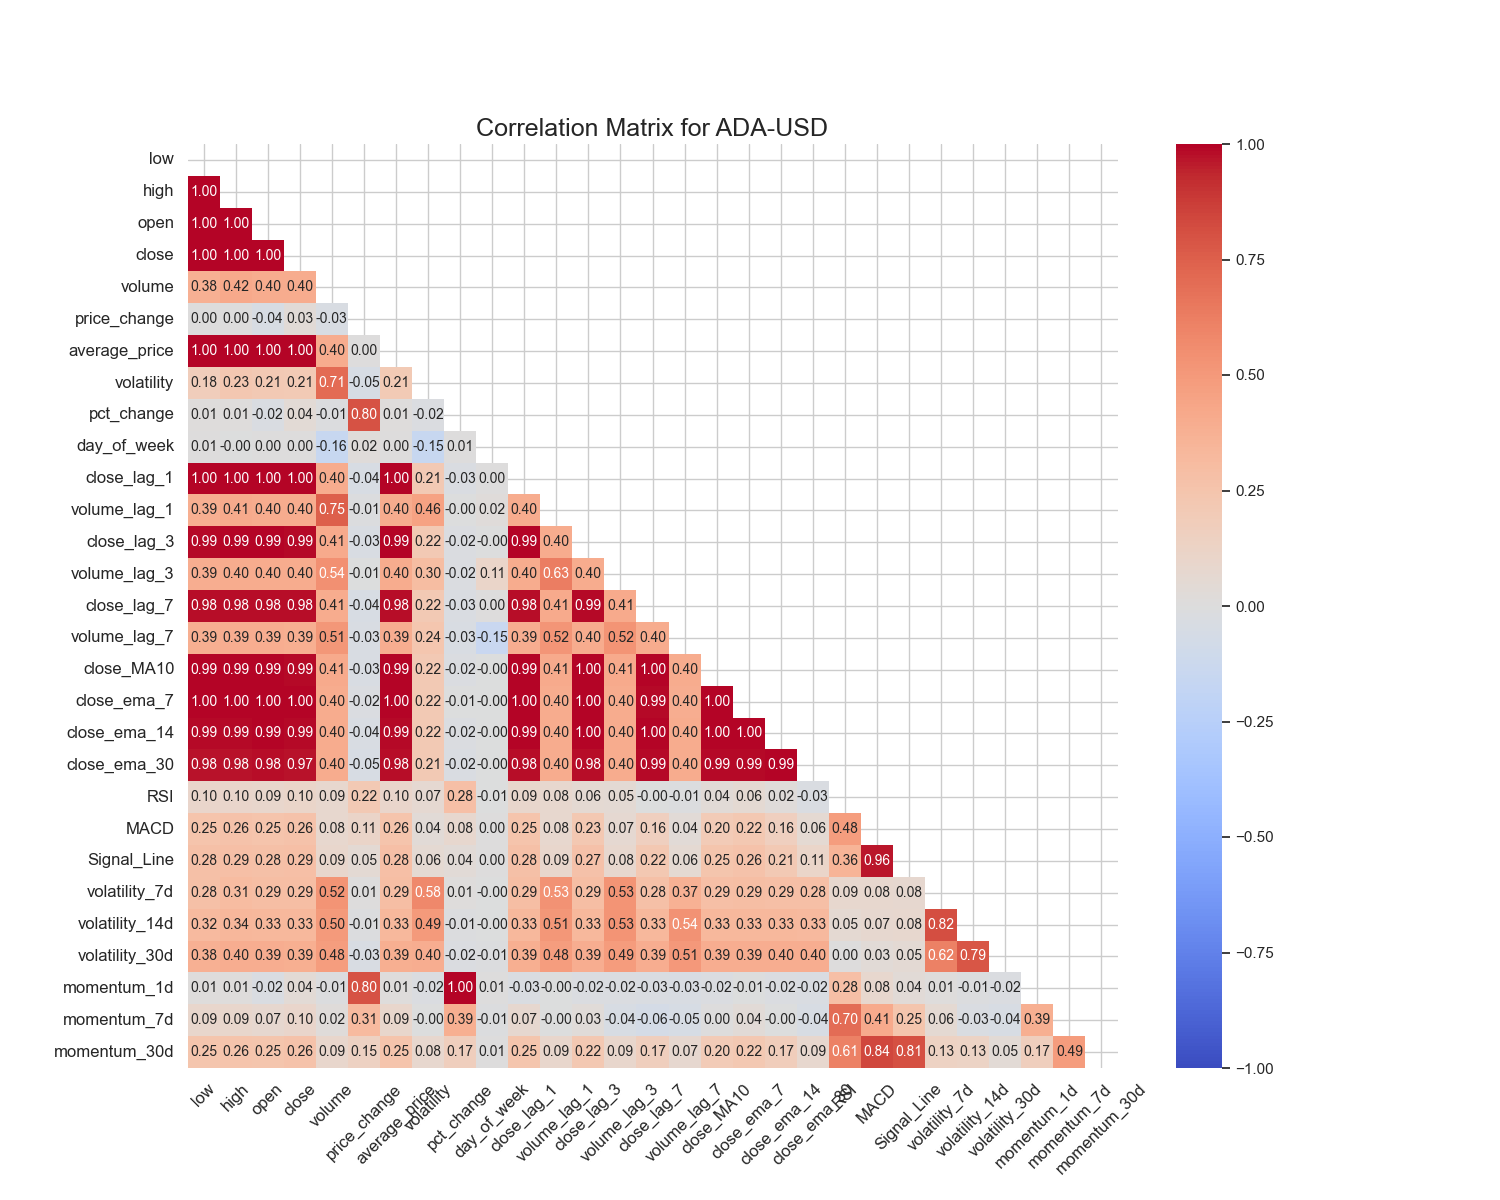 Correlation Matrix for ADA-USD
low
high 1.00
open 1.00 1.00
close 1.00 1.00 1.00
volume 0.38 0.42 0.40 0.40
price_change 0.00 0.00 -0.04 0.03 -0.03
average_price 1.00 1.00 1.00 1.00 0.40 0.00
volatility 0.18 0.23 0.21 0.21 0.71 -0.05 0.21
pct_change 0.01 0.01 -0.02 0.04 -0.01 0.80 0.01 -0.02
day_of_week 0.01 -0.00 0.00 0.00 -0.16 0.02 0.00 -0.15 0.01
close_lag_1 1.00 1.00 1.00 1.00 0.40 -0.04 1.00 0.21 -0.03 0.00
volume_lag_1 0.39 0.41 0.40 0.40 0.75 -0.01 0.40 0.46 -0.00 0.02 0.40
close_lag_3 0.99 0.99 0.99 0.99 0.41 -0.03 0.99 0.22 -0.02 -0.00 0.99 0.40
volume_lag_3 0.39 0.40 0.40 0.40 0.54 -0.01 0.40 0.30 -0.02 0.11 0.40 0.63 0.40
close_lag_7 0.98 0.98 0.98 0.98 0.41 -0.04 0.98 0.22 -0.03 0.00 0.98 0.41 0.99 0.41
volume_lag_7 0.39 0.39 0.39 0.39 0.51 -0.03 0.39 0.24 -0.03 -0.15 0.39 0.52 0.40 0.52 0.40
close_MA10 0.99 0.99 0.99 0.99 0.41 -0.03 0.99 0.22 -0.02 -0.00 0.99 0.41 1.00 0.41 1.00 0.40
close_ema_7 1.00 1.00 1.00 1.00 0.40 -0.02 1.00 0.22 -0.01 -0.00 1.00 0.40 1.00 0.40 0.99 0.40 1.00
close_ema_14 0.99 0.99 0.99 0.99 0.40 -0.04 0.99 0.22 -0.02 -0.00 0.99 0.40 1.00 0.40 1.00 0.40 1.00 1.00
close_ema_30 0.98 0.98 0.98 0.97 0.40 -0.05 0.98 0.21 -0.02 -0.00 0.98 0.40 0.98 0.40 0.99 0.40 0.99 0.99 0.99
RSI 0.10 0.10 0.09 0.10 0.09 0.22 0.10 0.07 0.28 -0.01 0.09 0.08 0.06 0.05 -0.00 -0.01 0.04 0.06 0.02 -0.03
MACD 0.25 0.26 0.25 0.26 0.08 0.11 0.26 0.04 0.08 0.00 0.25 0.08 0.23 0.07 0.16 0.04 0.20 0.22 0.16 0.06 0.48
Signal_Line 0.28 0.29 0.28 0.29 0.09 0.05 0.28 0.06 0.04 0.00 0.28 0.09 0.27 0.08 0.22 0.06 0.25 0.26 0.21 0.11 0.36 0.96
volatility_7d 0.28 0.31 0.29 0.29 0.52 0.01 0.29 0.58 0.01 -0.00 0.29 0.53 0.29 0.53 0.28 0.37 0.29 0.29 0.29 0.28 0.09 0.08 0.08
volatility_14d 0.32 0.34 0.33 0.33 0.50 -0.01 0.33 0.49 -0.01 -0.00 0.33 0.51 0.33 0.53 0.33 0.54 0.33 0.33 0.33 0.33 0.05 0.07 0.08 0.82
volatility_30d 0.38 0.40 0.39 0.39 0.48 -0.03 0.39 0.40 -0.02 -0.01 0.39 0.48 0.39 0.49 0.39 0.51 0.39 0.39 0.40 0.40 0.00 0.03 0.05 0.62 0.79
momentum_1d 0.01 0.01 -0.02 0.04 -0.01 0.80 0.01 -0.02 1.00 0.01 -0.03 -0.00 -0.02 -0.02 -0.03 -0.03 -0.02 -0.01 -0.02 -0.02 0.28 0.08 0.04 0.01 -0.01 -0.02
momentum_7d 0.09 0.09 0.07 0.10 0.02 0.31 0.09 -0.00 0.39 -0.01 0.07 -0.00 0.03 -0.04 -0.06 -0.05 0.00 0.04 -0.00 -0.04 0.70 0.41 0.25 0.06 -0.03 -0.04 0.39
momentum_30d 0.25 0.26 0.25 0.26 0.09 0.15 0.25 0.08 0.17 0.01 0.25 0.09 0.22 0.09 0.17 0.07 0.20 0.22 0.17 0.09 0.61 0.84 0.81 0.13 0.13 0.05 0.17 0.49
low
high
open
close
volume
price_change
average_price
volatility
pct_change
day_of_week
close_lag_1
volume_lag_1
close_lag_3
volume_lag_3
close_lag_7
volume_lag_7
close_MA10
close_ema_7
close_ema_14
close_ema_30
RSI
MACD
Signal_Line
volatility_7d
volatility_14d
volatility_30d
momentum_1d
momentum_7d
momentum_30d
1.00
0.75
0.50
0.25
0.00
−0.25
−0.50
−0.75
−1.00